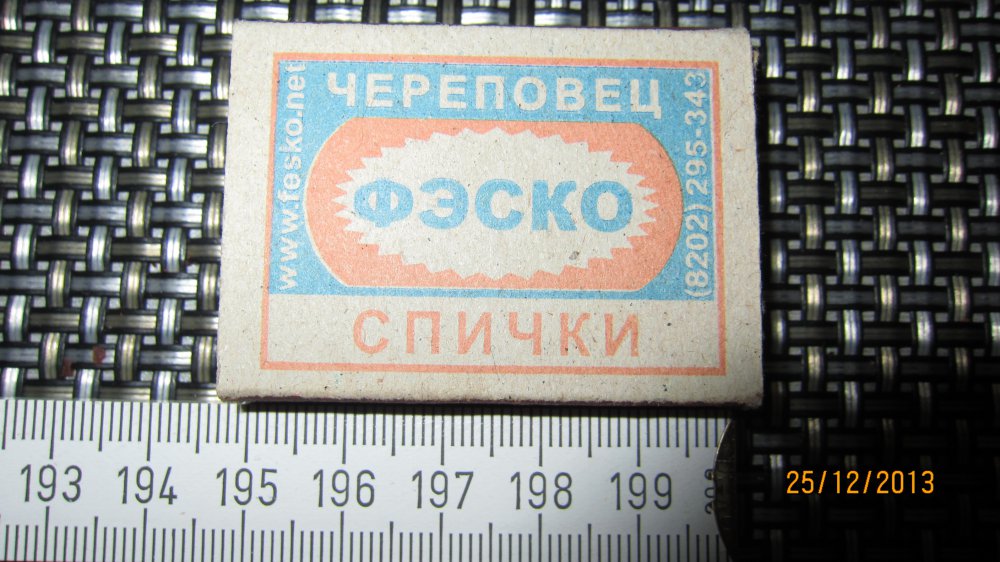 ЧЕРЕПОВЕЦ
www.fesko.net
ФЭСКО
(8202) 295-343
СПИЧКИ
193 194 195 196 197 198 199
25/12/2013